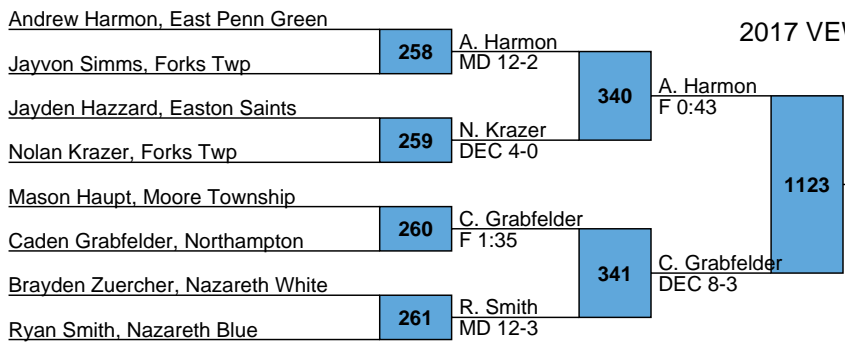 Andrew Harmon, East Penn Green
2017 VEW
258
A. Harmon
MD 12-2
Jayvon Simms, Forks Twp
340
A. Harmon
F 0:43
Jayden Hazzard, Easton Saints
259
N. Krazer
DEC 4-0
Nolan Krazer, Forks Twp
1123
Mason Haupt, Moore Township
260
C. Grabfelder
F 1:35
Caden Grabfelder, Northampton
341
C. Grabfelder
DEC 8-3
Brayden Zuercher, Nazareth White
261
R. Smith
MD 12-3
Ryan Smith, Nazareth Blue